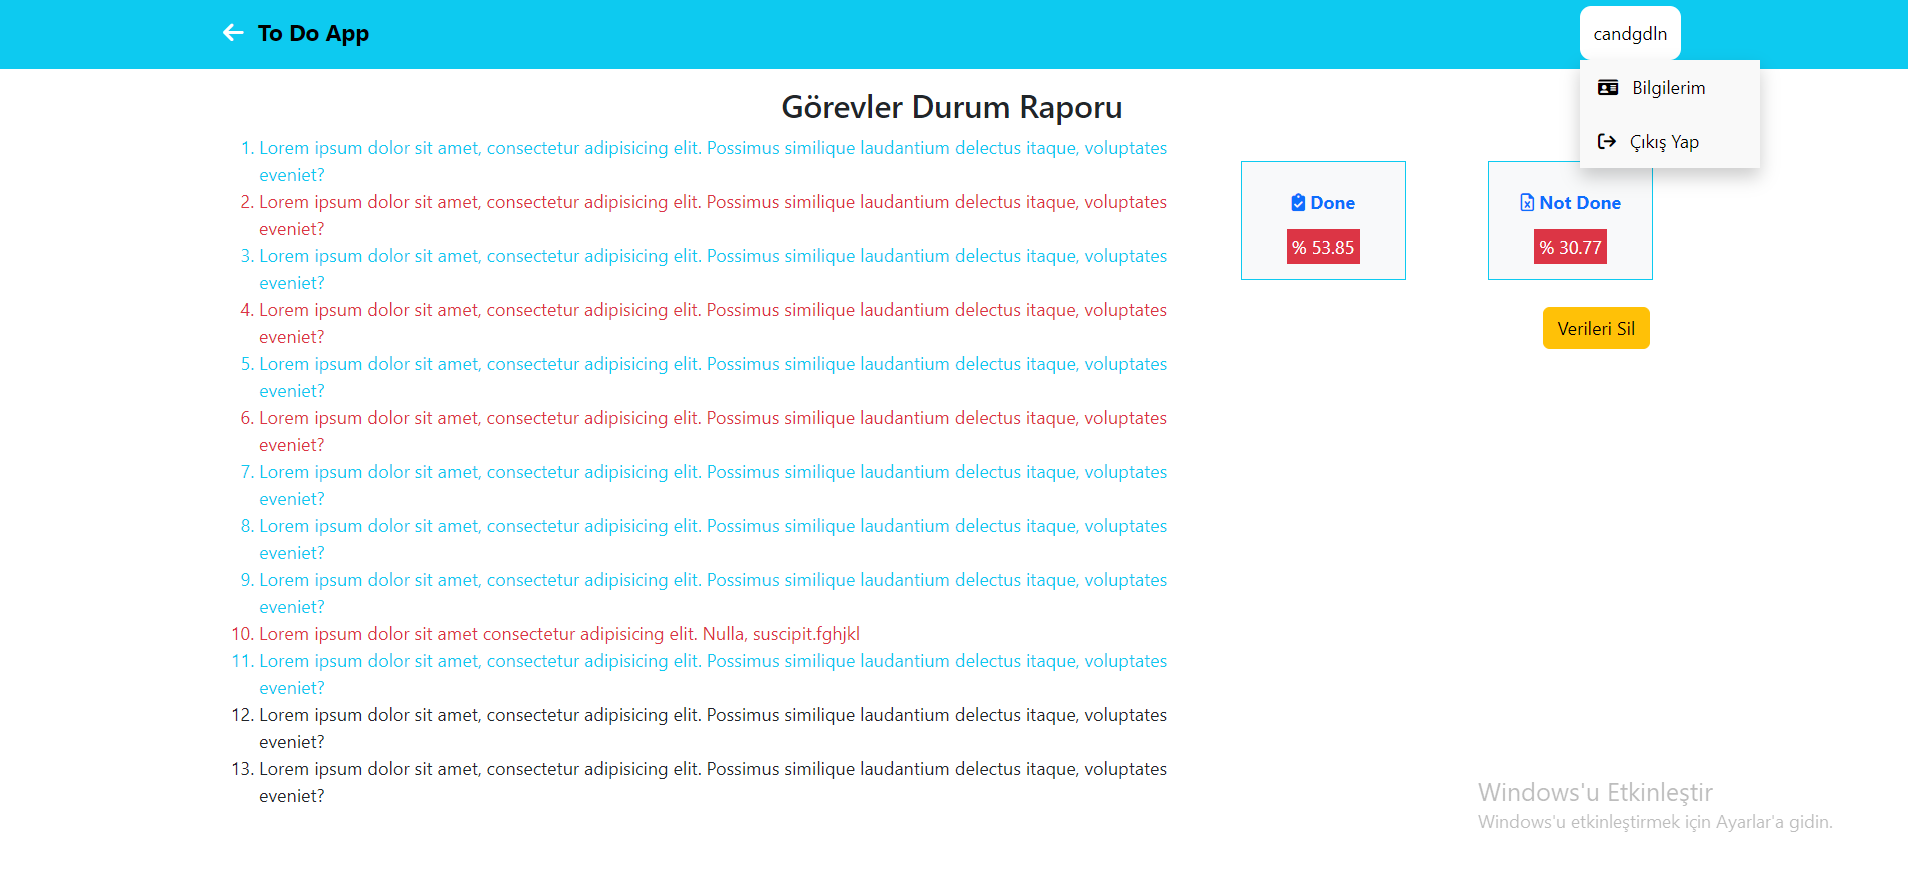 To Do App
candgdln
Bilgilerim
Çıkış Yap
Görevler Durum Raporu
1. Lorem ipsum dolor sit amet, consectetur adipisicing elit. Possimus similique laudantium delectus itaque, voluptates
eveniet?
2. Lorem ipsum dolor sit amet, consectetur adipisicing elit. Possimus similique laudantium delectus itaque, voluptates
eveniet?
3. Lorem ipsum dolor sit amet, consectetur adipisicing elit. Possimus similique laudantium delectus itaque, voluptates
eveniet?
4. Lorem ipsum dolor sit amet, consectetur adipisicing elit. Possimus similique laudantium delectus itaque, voluptates
eveniet?
5. Lorem ipsum dolor sit amet, consectetur adipisicing elit. Possimus similique laudantium delectus itaque, voluptates
eveniet?
6. Lorem ipsum dolor sit amet, consectetur adipisicing elit. Possimus similique laudantium delectus itaque, voluptates
eveniet?
7. Lorem ipsum dolor sit amet, consectetur adipisicing elit. Possimus similique laudantium delectus itaque, voluptates
eveniet?
8. Lorem ipsum dolor sit amet, consectetur adipisicing elit. Possimus similique laudantium delectus itaque, voluptates
eveniet?
9. Lorem ipsum dolor sit amet, consectetur adipisicing elit. Possimus similique laudantium delectus itaque, voluptates
eveniet?
10. Lorem ipsum dolor sit amet consectetur adipisicing elit. Nulla, suscipit.fghjkl
11. Lorem ipsum dolor sit amet, consectetur adipisicing elit. Possimus similique laudantium delectus itaque, voluptates
eveniet?
12. Lorem ipsum dolor sit amet, consectetur adipisicing elit. Possimus similique laudantium delectus itaque, voluptates
eveniet?
13. Lorem ipsum dolor sit amet, consectetur adipisicing elit. Possimus similique laudantium delectus itaque, voluptates
eveniet?
Done
% 53.85
Not Done
% 30.77
Verileri Sil
Windows'u Etkinleştir
Windows'u etkinleştirmek için Ayarlar'a gidin.